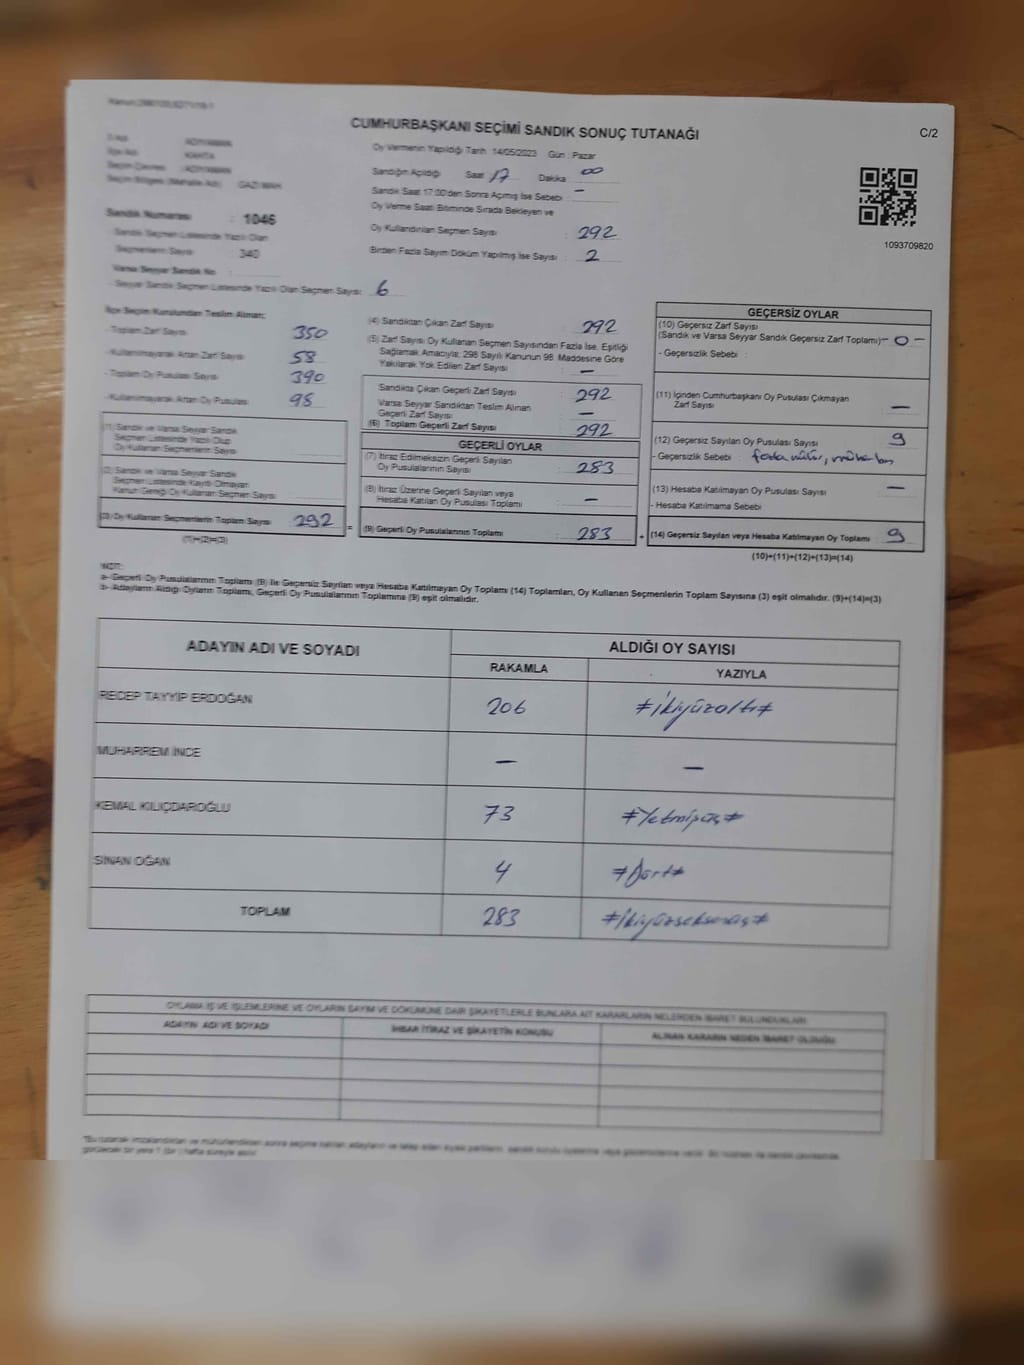 Kanun:298/103,6271/18-1
CUMHURBAŞKANI SEÇİMİ SANDIK SONUÇ TUTANAĞI
C/2
Oy Vermenin Yapıldığı Tarih :14/05/2023 Gün : Pazar
İl Adı : ADIYAMAN
İlçe Adı : KAHTA
Seçim Çevresi : ADIYAMAN
Seçim Bölgesi (Mahalle Adı) : GAZİ MAH
Sandığın Açıldığı Saat 17 Dakika 00
Sandık Saat 17:00'den Sonra Açılmış İse Sebebi : —
Sandık Numarası : 1046
Sandık Seçmen Listesinde Yazılı Olan
Seçmenlerin Sayısı : 340
Varsa Seyyar Sandık No :
Seyyar Sandık Seçmen Listesinde Yazılı Olan Seçmen Sayısı : 6
Oy Verme Saati Bitiminde Sırada Bekleyen ve
Oy Kullandırılan Seçmen Sayısı : 292
Birden Fazla Sayım Döküm Yapılmış İse Sayısı : 2
1093709820
İlçe Seçim Kurulundan Teslim Alınan;
- Toplam Zarf Sayısı 350
- Kullanılmayarak Artan Zarf Sayısı 58
- Toplam Oy Pusulası Sayısı 390
- Kullanılmayarak Artan Oy Pusulası 98
(1) Sandık ve Varsa Seyyar Sandık
Seçmen Listesinde Yazılı Olup
Oy Kullanan Seçmenlerin Sayısı
(2) Sandık ve Varsa Seyyar Sandık
Seçmen Listesinde Kayıtlı Olmayan
Kanun Gereği Oy Kullanan Seçmen Sayısı
(3) Oy Kullanan Seçmenlerin Toplam Sayısı 292
(1)+(2)=(3)
=
(4) Sandıktan Çıkan Zarf Sayısı : 292
(5) Zarf Sayısı Oy Kullanan Seçmen Sayısından Fazla İse, Eşitliği
Sağlamak Amacıyla; 298 Sayılı Kanunun 98. Maddesine Göre
Yakılarak Yok Edilen Zarf Sayısı : —
Sandıkta Çıkan Geçerli Zarf Sayısı : 292
Varsa Seyyar Sandıktan Teslim Alınan
Geçerli Zarf Sayısı : —
(6) Toplam Geçerli Zarf Sayısı 292
GEÇERLİ OYLAR
(7) İtiraz Edilmeksizin Geçerli Sayılan
Oy Pusulalarının Sayısı : 283
(8) İtiraz Üzerine Geçerli Sayılan veya
Hesaba Katılan Oy Pusulası Toplamı : —
(9) Geçerli Oy Pusulalarının Toplamı : 283
+
GEÇERSİZ OYLAR
(10) Geçersiz Zarf Sayısı
(Sandık ve Varsa Seyyar Sandık Geçersiz Zarf Toplamı) — 0 —
- Geçersizlik Sebebi :
(11) İçinden Cumhurbaşkanı Oy Pusulası Çıkmayan
Zarf Sayısı —
(12) Geçersiz Sayılan Oy Pusulası Sayısı 9
- Geçersizlik Sebebi :
(13) Hesaba Katılmayan Oy Pusulası Sayısı —
- Hesaba Katılmama Sebebi
(14) Geçersiz Sayılan veya Hesaba Katılmayan Oy Toplamı : 9
(10)+(11)+(12)+(13)=(14)
NOT:
a- Geçerli Oy Pusulalarının Toplamı (9) ile Geçersiz Sayılan veya Hesaba Katılmayan Oy Toplamı (14) Toplamları, Oy Kullanan Seçmenlerin Toplam Sayısına (3) eşit olmalıdır. (9)+(14)=(3)
b- Adayların Aldığı Oyların Toplamı, Geçerli Oy Pusulalarının Toplamına (9) eşit olmalıdır.
ADAYIN ADI VE SOYADI
ALDIĞI OY SAYISI
RAKAMLA YAZIYLA
RECEP TAYYİP ERDOĞAN 206 #ikiyüzaltı#
MUHARREM İNCE — —
KEMAL KILIÇDAROĞLU 73 #Yetmişüç#
SİNAN OĞAN 4 #Dört#
TOPLAM 283 #ikiyüzseksenüç#
OYLAMA İŞ VE İŞLEMLERİNE VE OYLARIN SAYIM VE DÖKÜMÜNE DAİR ŞİKAYETLERLE BUNLARA AİT KARARLARIN NELERDEN İBARET BULUNDUKLARI
ADAYIN ADI VE SOYADI İHBAR İTİRAZ VE ŞİKAYETİN KONUSU ALINAN KARARIN NEDEN İBARET OLDUĞU